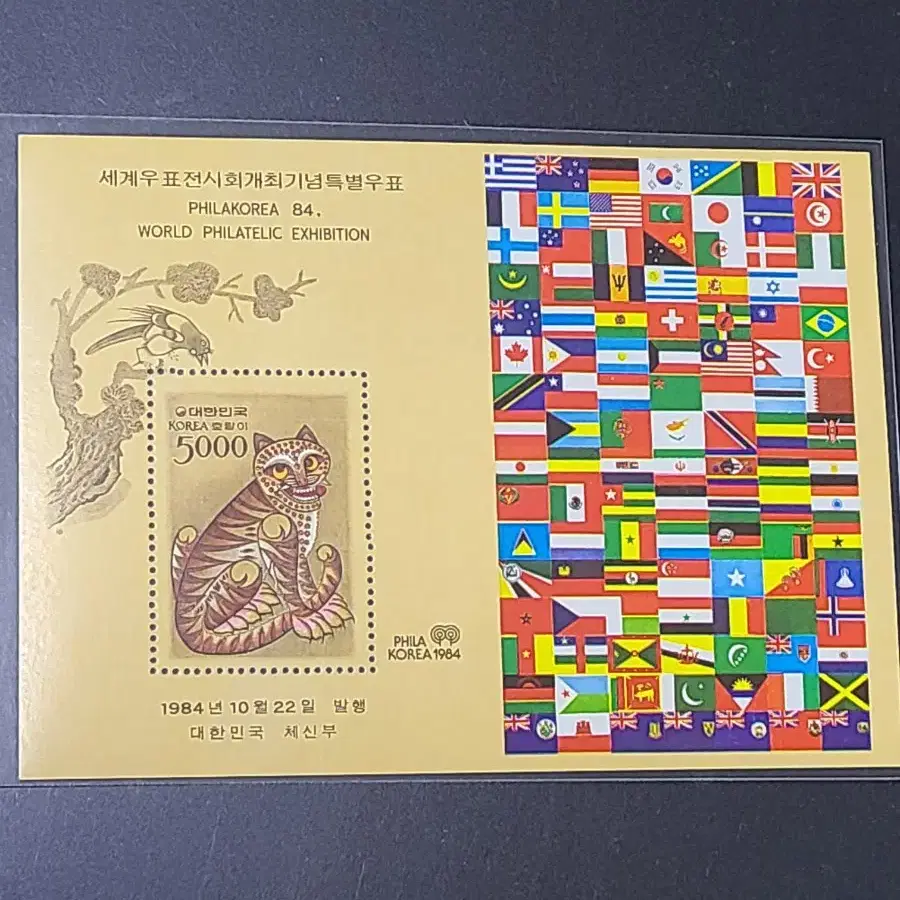 세계우표전시회개최기념특별우표
PHILAKOREA 84.
WORLD PHILATELIC EXHIBITION
대한민국
KOREA 호랑이
5000
PHILA
KOREA 1984
1984년 10월 22일 발행
대한민국 체신부